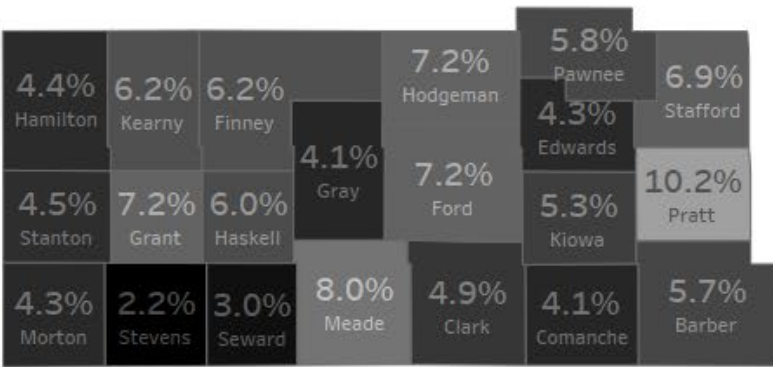 5.8%
Pawnee
7.2%
Hodgeman
4.4%
Hamilton
6.2%
Kearny
6.2%
Finney
6.9%
Stafford
4.3%
Edwards
4.1%
Gray
7.2%
Ford
10.2%
Pratt
4.5%
Stanton
7.2%
Grant
6.0%
Haskell
5.3%
Kiowa
4.3%
Morton
2.2%
Stevens
3.0%
Seward
8.0%
Meade
4.9%
Clark
4.1%
Comanche
5.7%
Barber